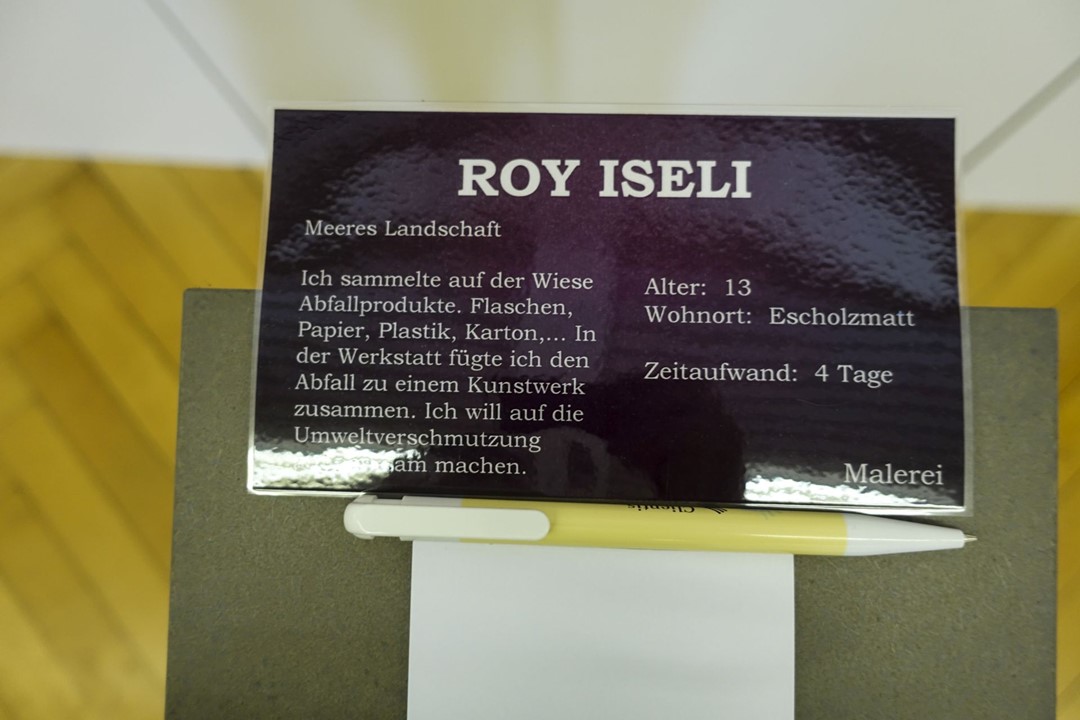 ROY ISELI
Meeres Landschaft
Ich sammelte auf der Wiese
Abfallprodukte. Flaschen,
Papier, Plastik, Karton,... In
der Werkstatt fügte ich den
Abfall zu einem Kunstwerk
zusammen. Ich will auf die
Umweltverschmutzung
machen.
Alter: 13
Wohnort: Escholzmatt
Zeitaufwand: 4 Tage
Malerei
Clientis